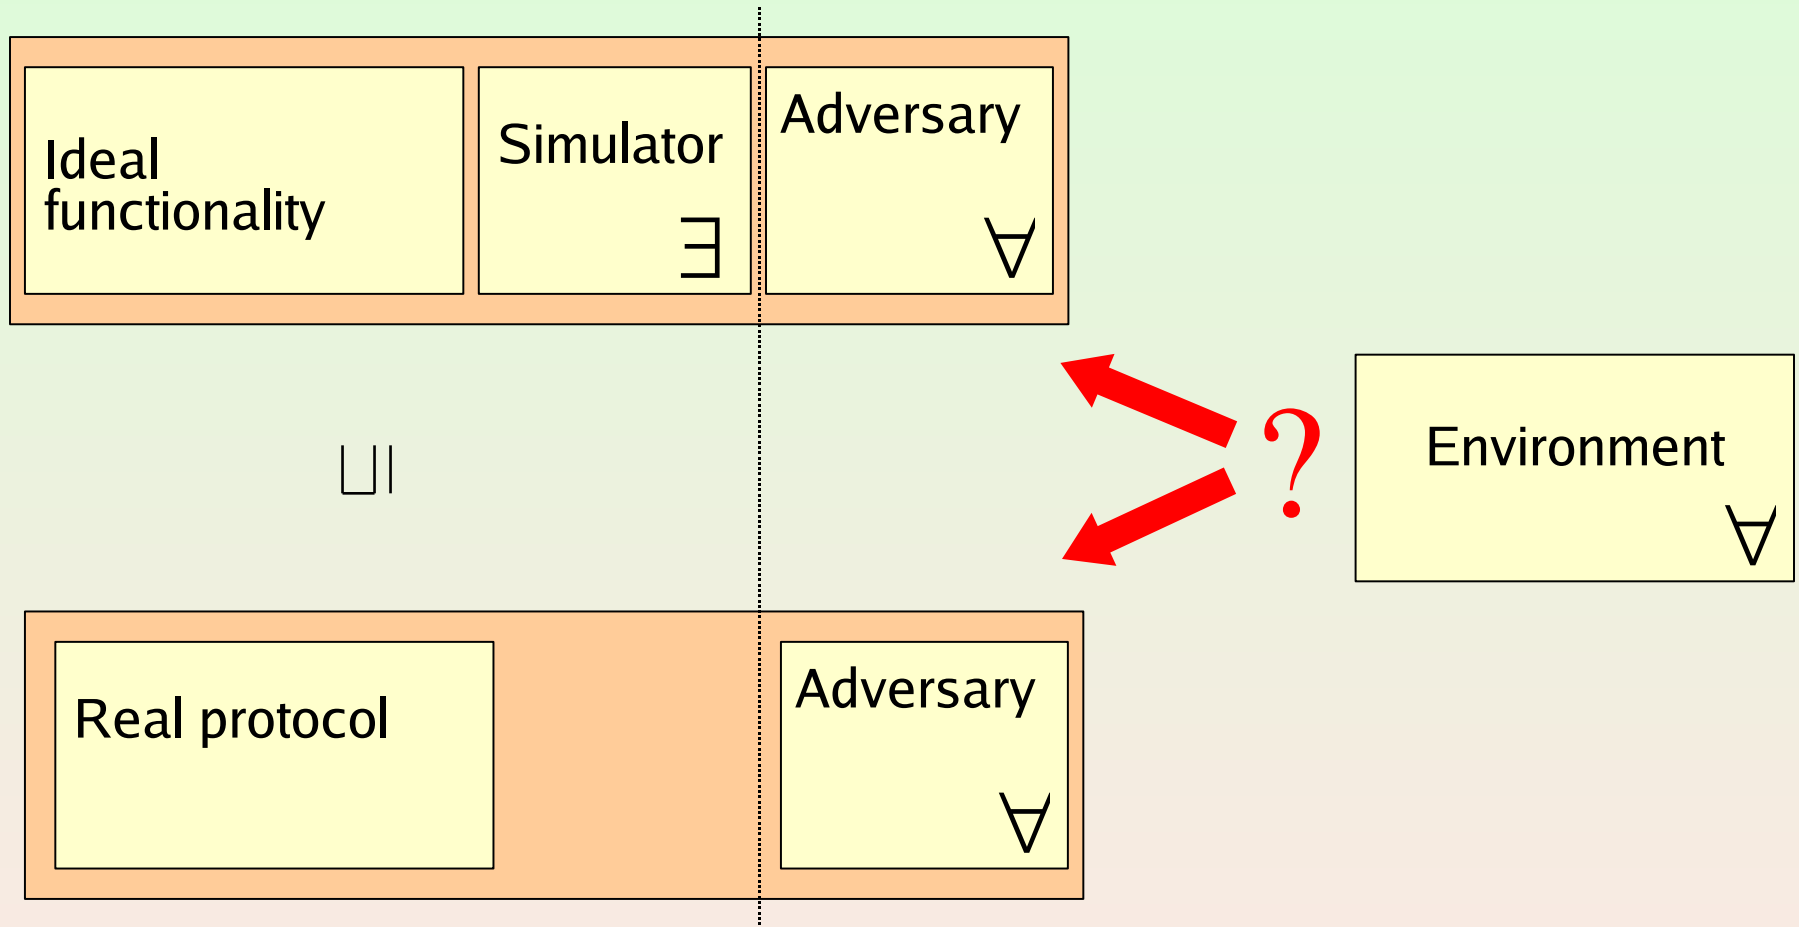 Ideal
functionality
Simulator
∃
Adversary
∀
⊑
?
Environment
∀
Real protocol
Adversary
∀